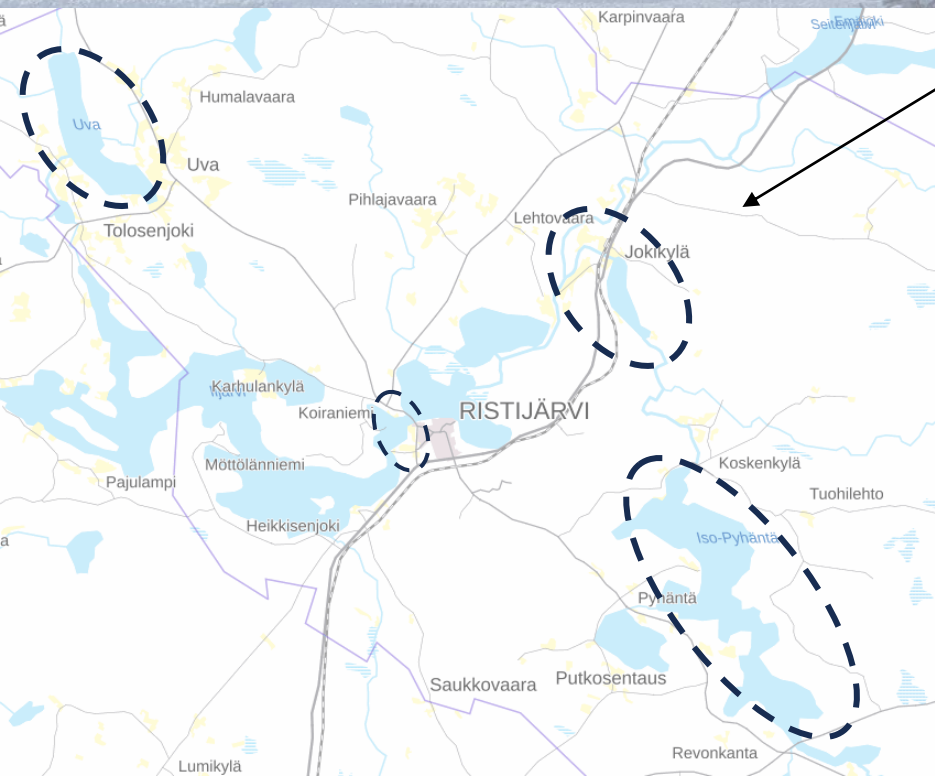 Karpinvaara
Humalavaara
Uva
Uva
Pihlajavaara
Lehtovaara
Tolosenjoki
Jokikylä
Karhulankylä
Koiraniemi
RISTIJÄRVI
Möttölänniemi
Koskenkylä
Pajulampi
Tuohilehto
Heikkisenjoki
Iso-Pyhäntä
Pyhäntä
Putkosentaus
Saukkovaara
Revonkanta
Lumikylä